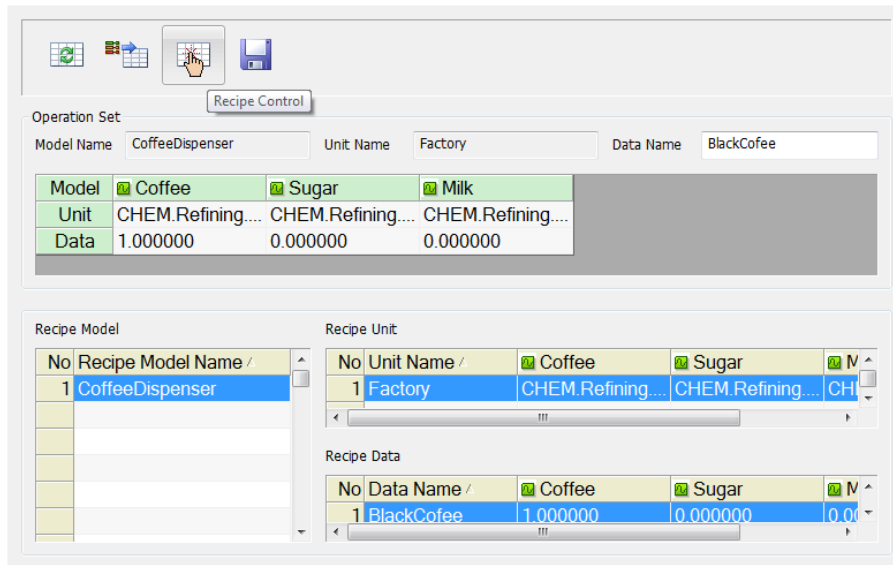 Recipe Control
Operation Set
Model Name CoffeeDispenser Unit Name Factory Data Name BlackCofee
Model Coffee Sugar Milk
Unit CHEM.Refining.... CHEM.Refining.... CHEM.Refining....
Data 1.000000 0.000000 0.000000
Recipe Model
No Recipe Model Name
1 CoffeeDispenser
Recipe Unit
No Unit Name Coffee Sugar M
1 Factory CHEM.Refining.... CHEM.Refining.... CHI
Recipe Data
No Data Name Coffee Sugar M
1 BlackCofee 1.000000 0.000000 0.00